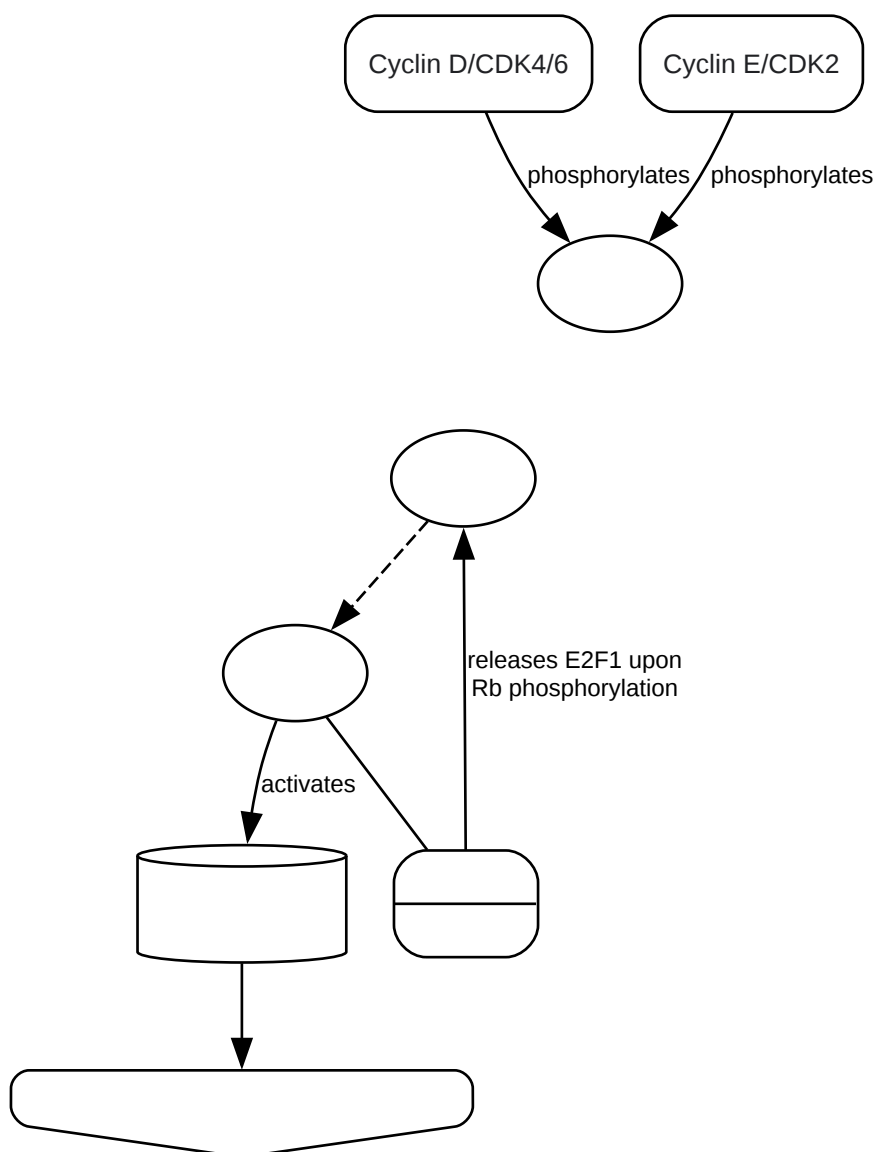 Cyclin D/CDK4/6
Cyclin E/CDK2
phosphorylates
phosphorylates
releases E2F1 upon
Rb phosphorylation
activates